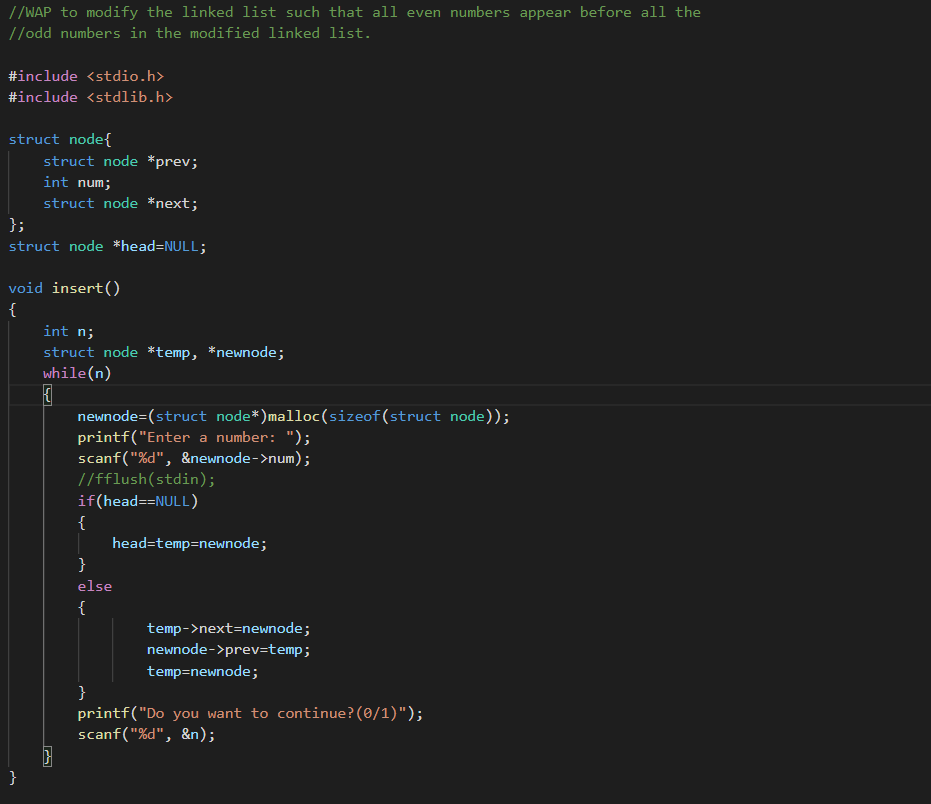 //WAP to modify the linked list such that all even numbers appear before all the
//odd numbers in the modified linked list.
#include <stdio.h>
#include <stdlib.h>
struct node{
struct node *prev;
int num;
struct node *next;
};
struct node *head=NULL;
void insert()
{
int n;
struct node *temp, *newnode;
while(n)
{
newnode=(struct node*)malloc(sizeof(struct node));
printf("Enter a number: ");
scanf("%d", &newnode->num);
//fflush(stdin);
if(head==NULL)
{
head=temp=newnode;
}
else
{
temp->next=newnode;
newnode->prev=temp;
temp=newnode;
}
printf("Do you want to continue?(0/1)");
scanf("%d", &n);
}
}